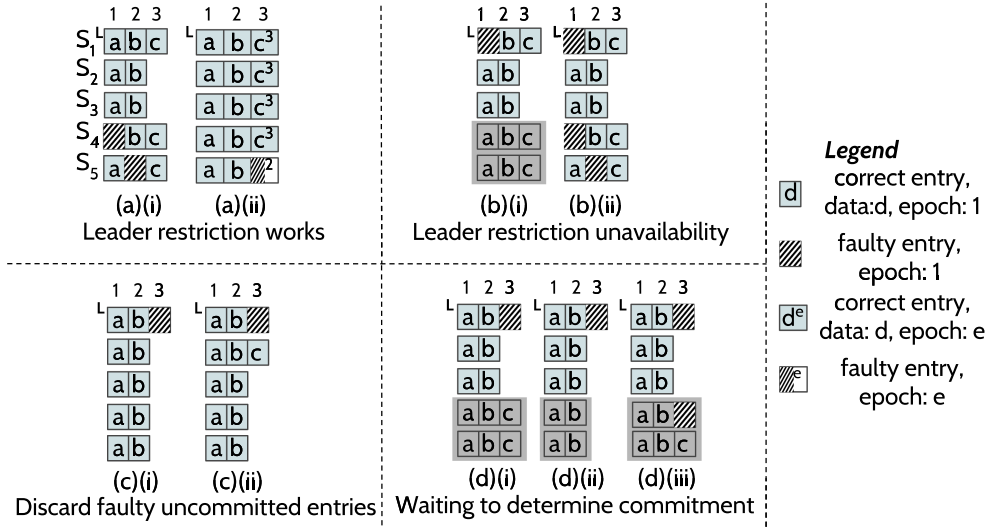 1 2 3
1 2 3
S1 L a b c
L a b c3
S2 a b
a b c3
S3 a b
a b c3
S4 b c
a b c3
S5 a c
a b 2
(a)(i) (a)(ii)
Leader restriction works
1 2 3
1 2 3
L b c
L b c
a b
a b
a b
a b
a b c
b c
a b c
a c
(b)(i) (b)(ii)
Leader restriction unavailability
1 2 3
1 2 3
L a b
L a b
a b
a b c
a b
a b
a b
a b
a b
a b
(c)(i) (c)(ii)
Discard faulty uncommitted entries
1 2 3
1 2 3
1 2 3
L a b
L a b
L a b
a b
a b
a b
a b
a b
a b
a b c
a b
a b
a b c
a b
a b c
(d)(i) (d)(ii) (d)(iii)
Waiting to determine commitment
Legend
d correct entry,
data:d, epoch: 1
faulty entry,
epoch: 1
de correct entry,
data: d, epoch: e
e faulty entry,
epoch: e